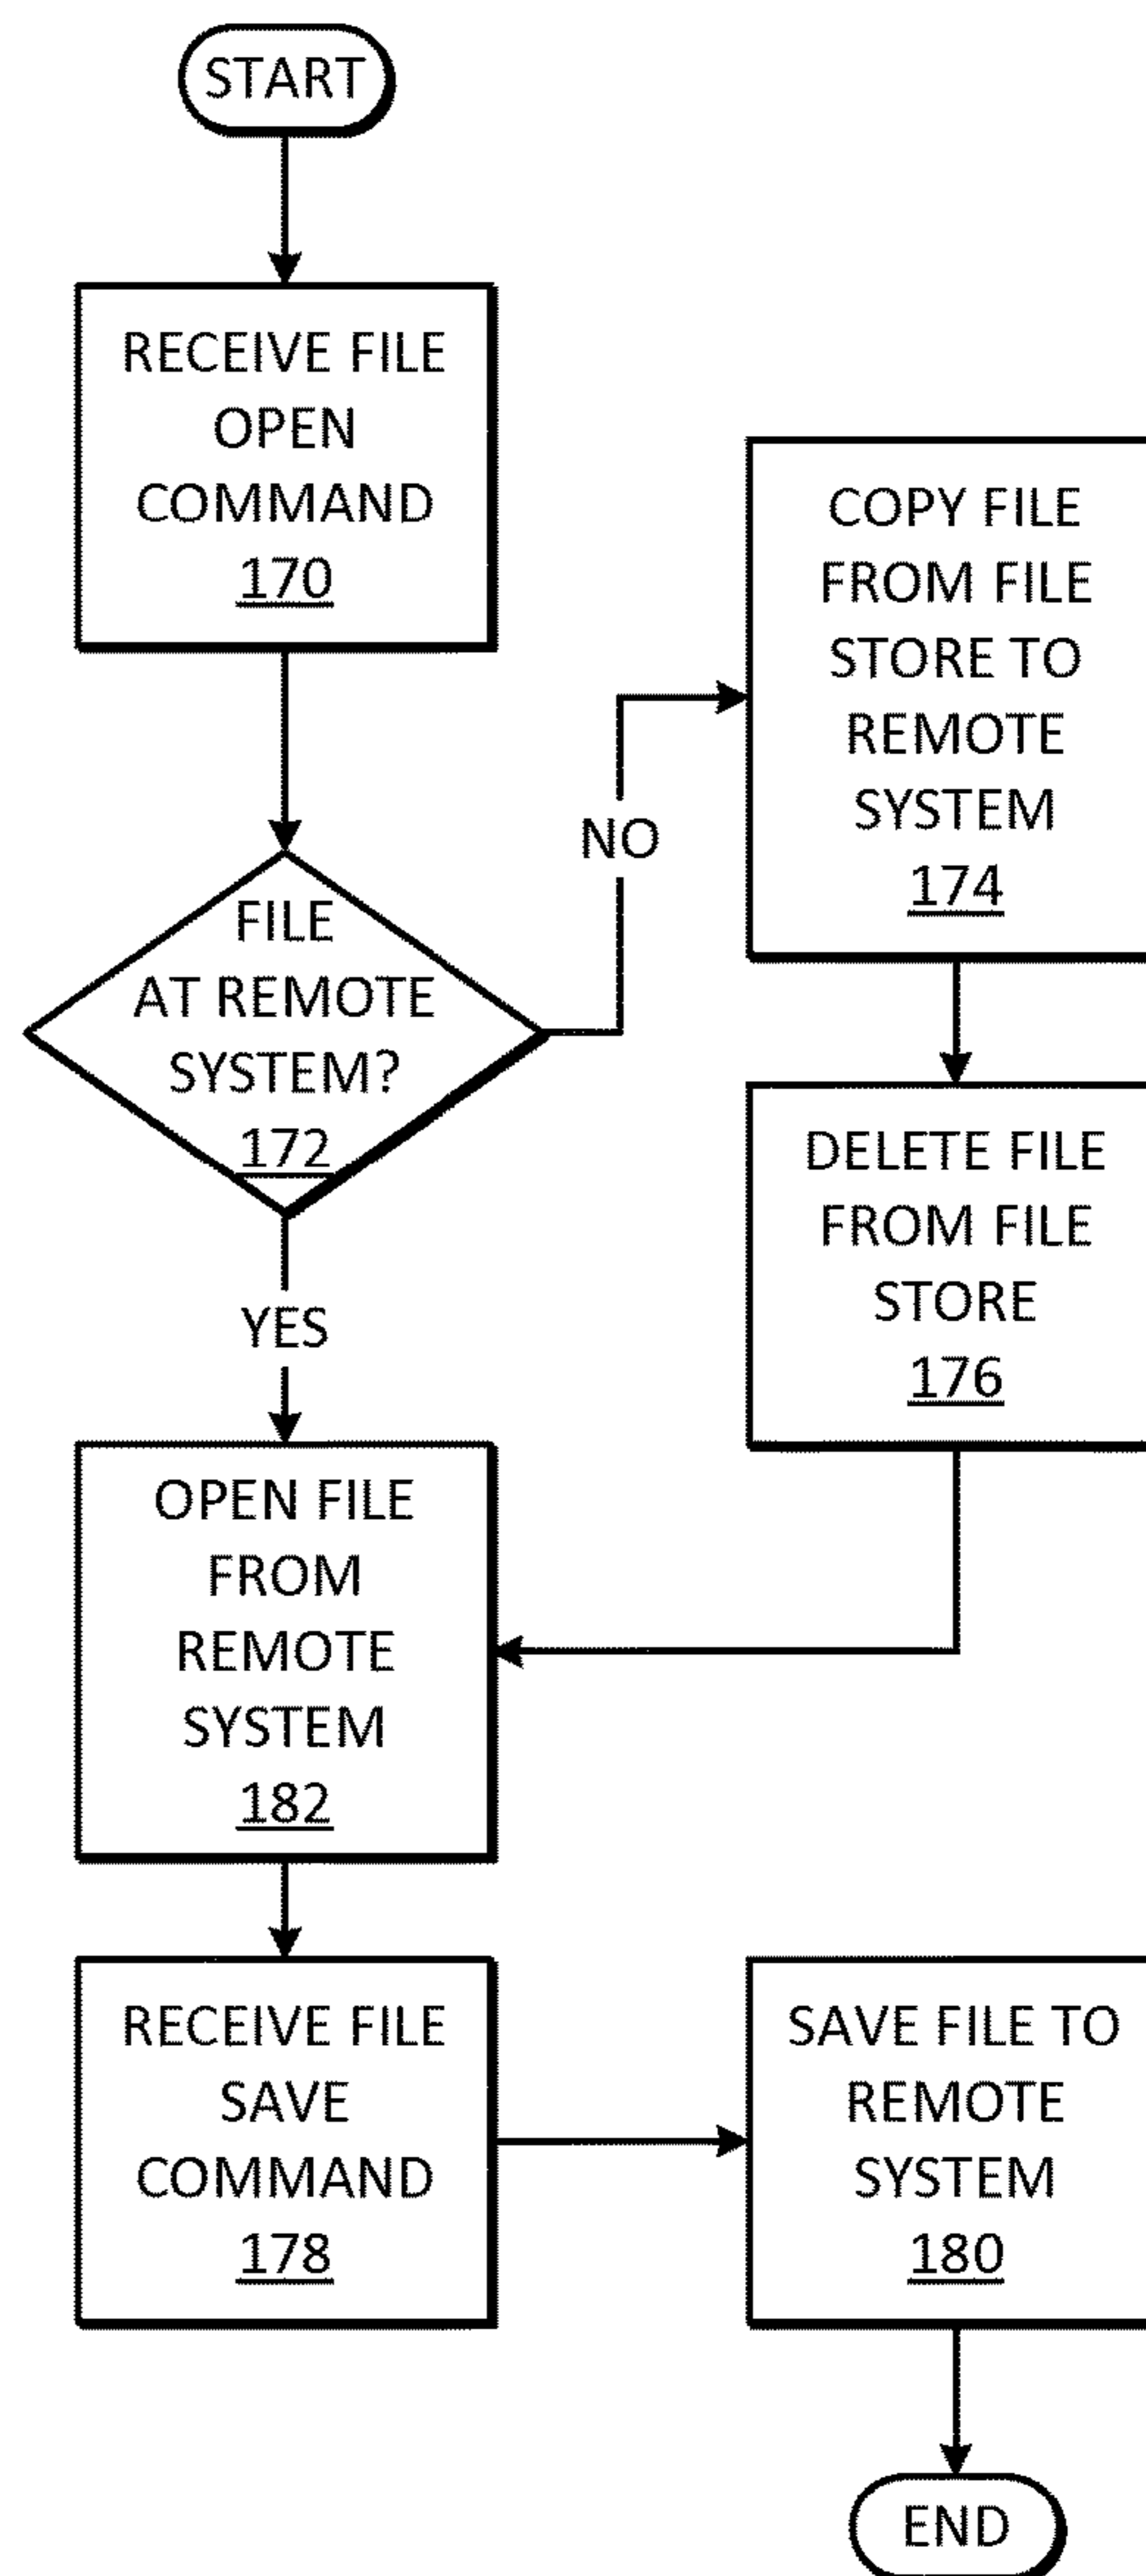 START
RECEIVE FILE
OPEN
COMMAND
170
FILE
AT REMOTE
SYSTEM?
172
NO
COPY FILE
FROM FILE
STORE TO
REMOTE
SYSTEM
174
DELETE FILE
FROM FILE
STORE
176
YES
OPEN FILE
FROM
REMOTE
SYSTEM
182
RECEIVE FILE
SAVE
COMMAND
178
SAVE FILE TO
REMOTE
SYSTEM
180
END